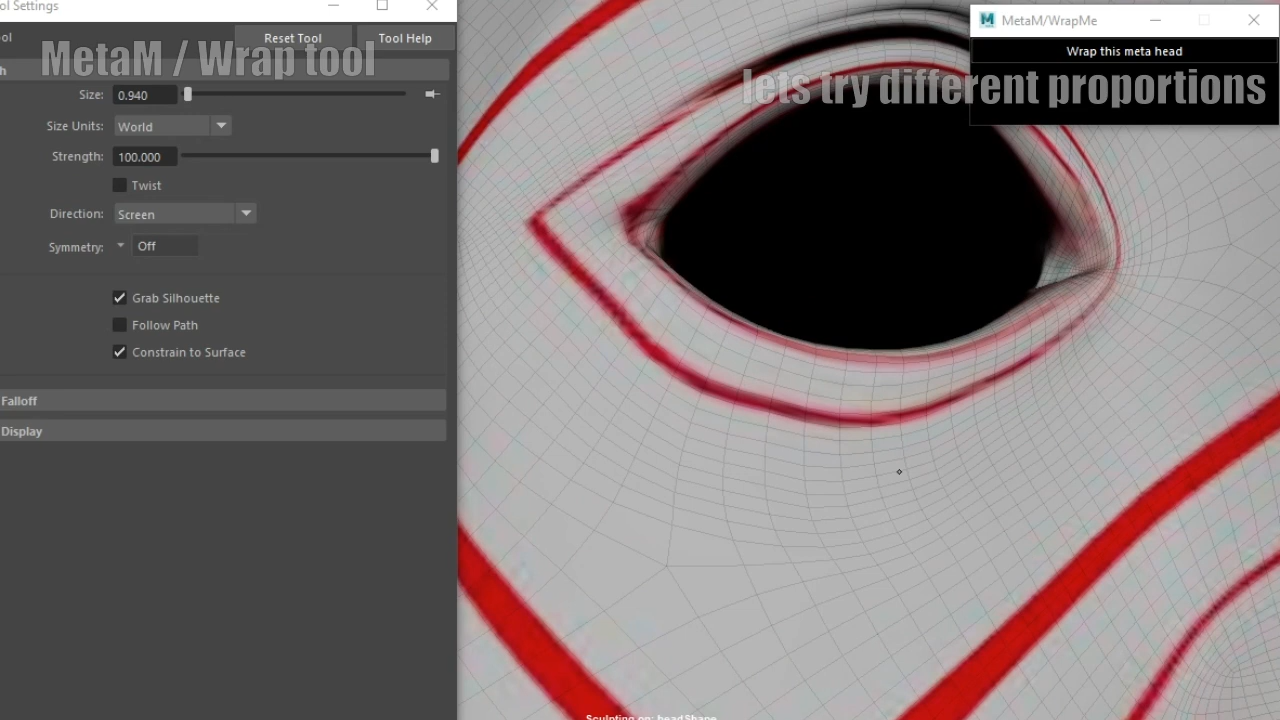 ol Settings
MetaM/WrapMe
ol
Reset Tool
Tool Help
Wrap this meta head
MetaM / Wrap tool
lets try different proportions
h
Size:
0.940
Size Units:
World
Strength:
100.000
Twist
Direction:
Screen
Symmetry:
Off
Grab Silhouette
Follow Path
Constrain to Surface
Falloff
Display
Sculpting on: headShape